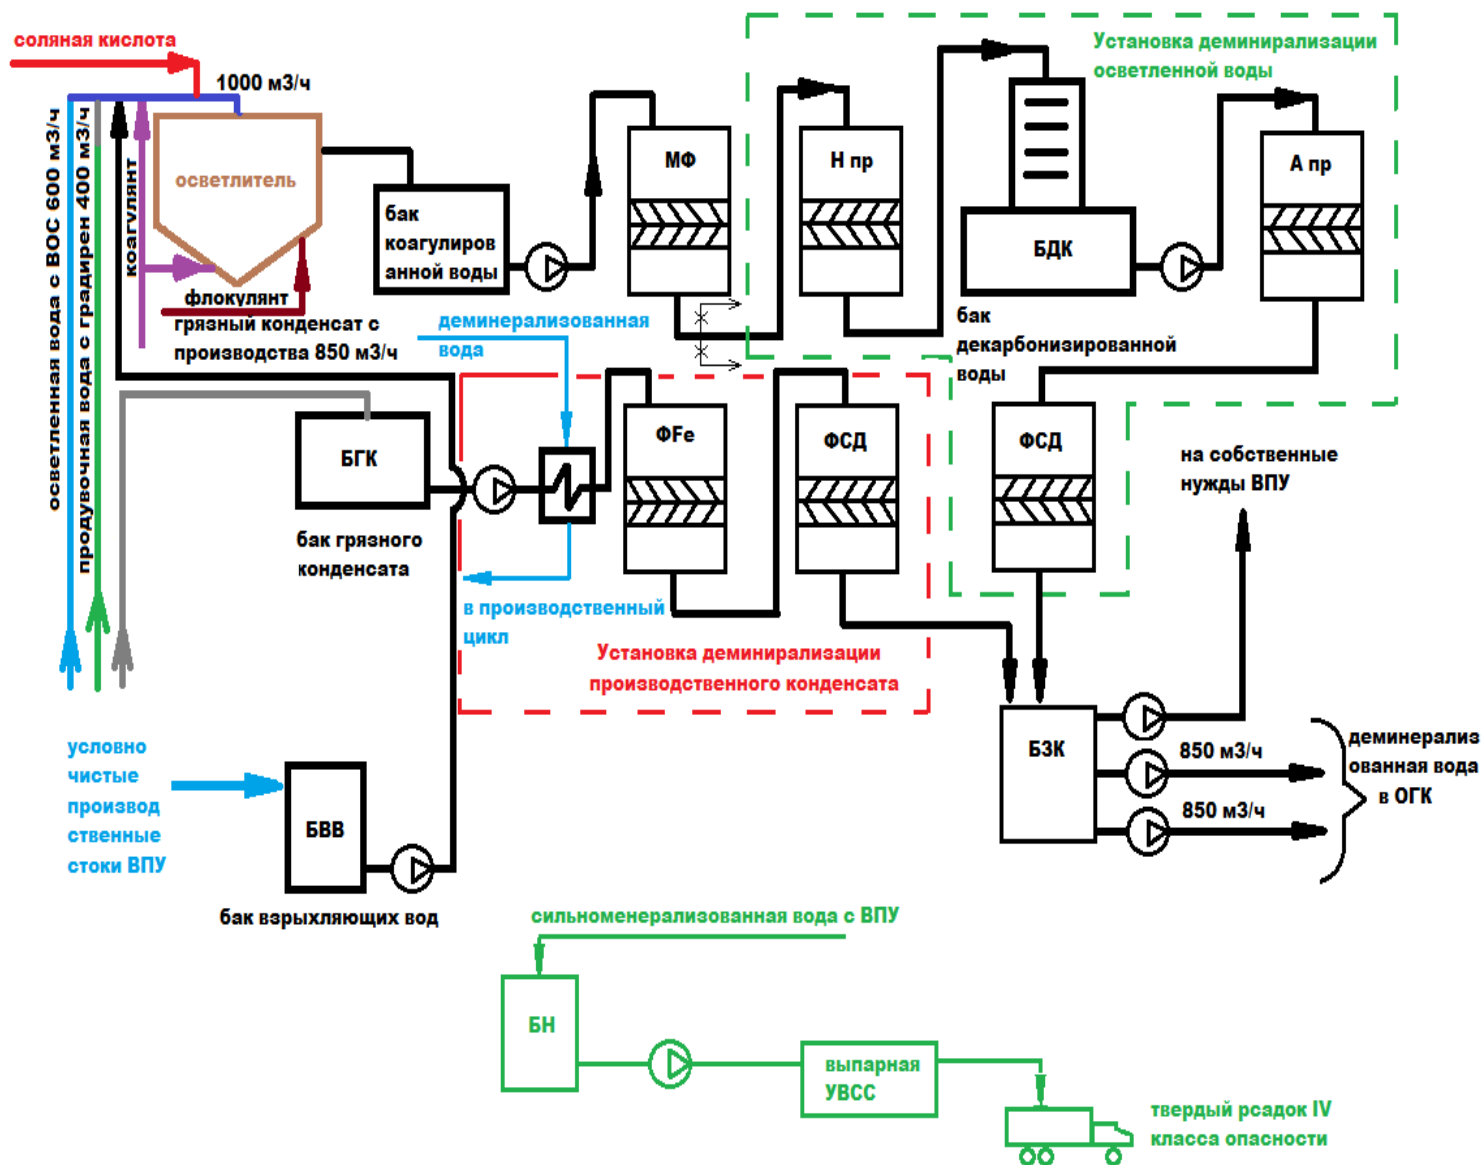 соляная кислота
1000 м3/ч
Установка деминирализации
осветленной воды
осветленная вода с ВОС 600 м3/ч
продувочная вода с градирен 400 м3/ч
коагулянт
осветлитель
флокулянт
грязный конденсат с
производства 850 м3/ч
бак
коагулиров
анной воды
МФ
Н пр
БДК
А пр
бак
декарбонизированной
воды
деминерализованная
вода
БГК
бак грязного
конденсата
ФFe
ФСД
ФСД
на собственные
нужды ВПУ
в производственный
цикл
Установка деминирализации
производственного конденсата
условно
чистые
производ
ственные
стоки ВПУ
БВВ
бак взрыхляющих вод
БЗК
850 м3/ч
850 м3/ч
деминерализ
ованная вода
в ОГК
сильноменерализованная вода с ВПУ
БН
выпарная
УВСС
твердый рсадок IV
класса опасности